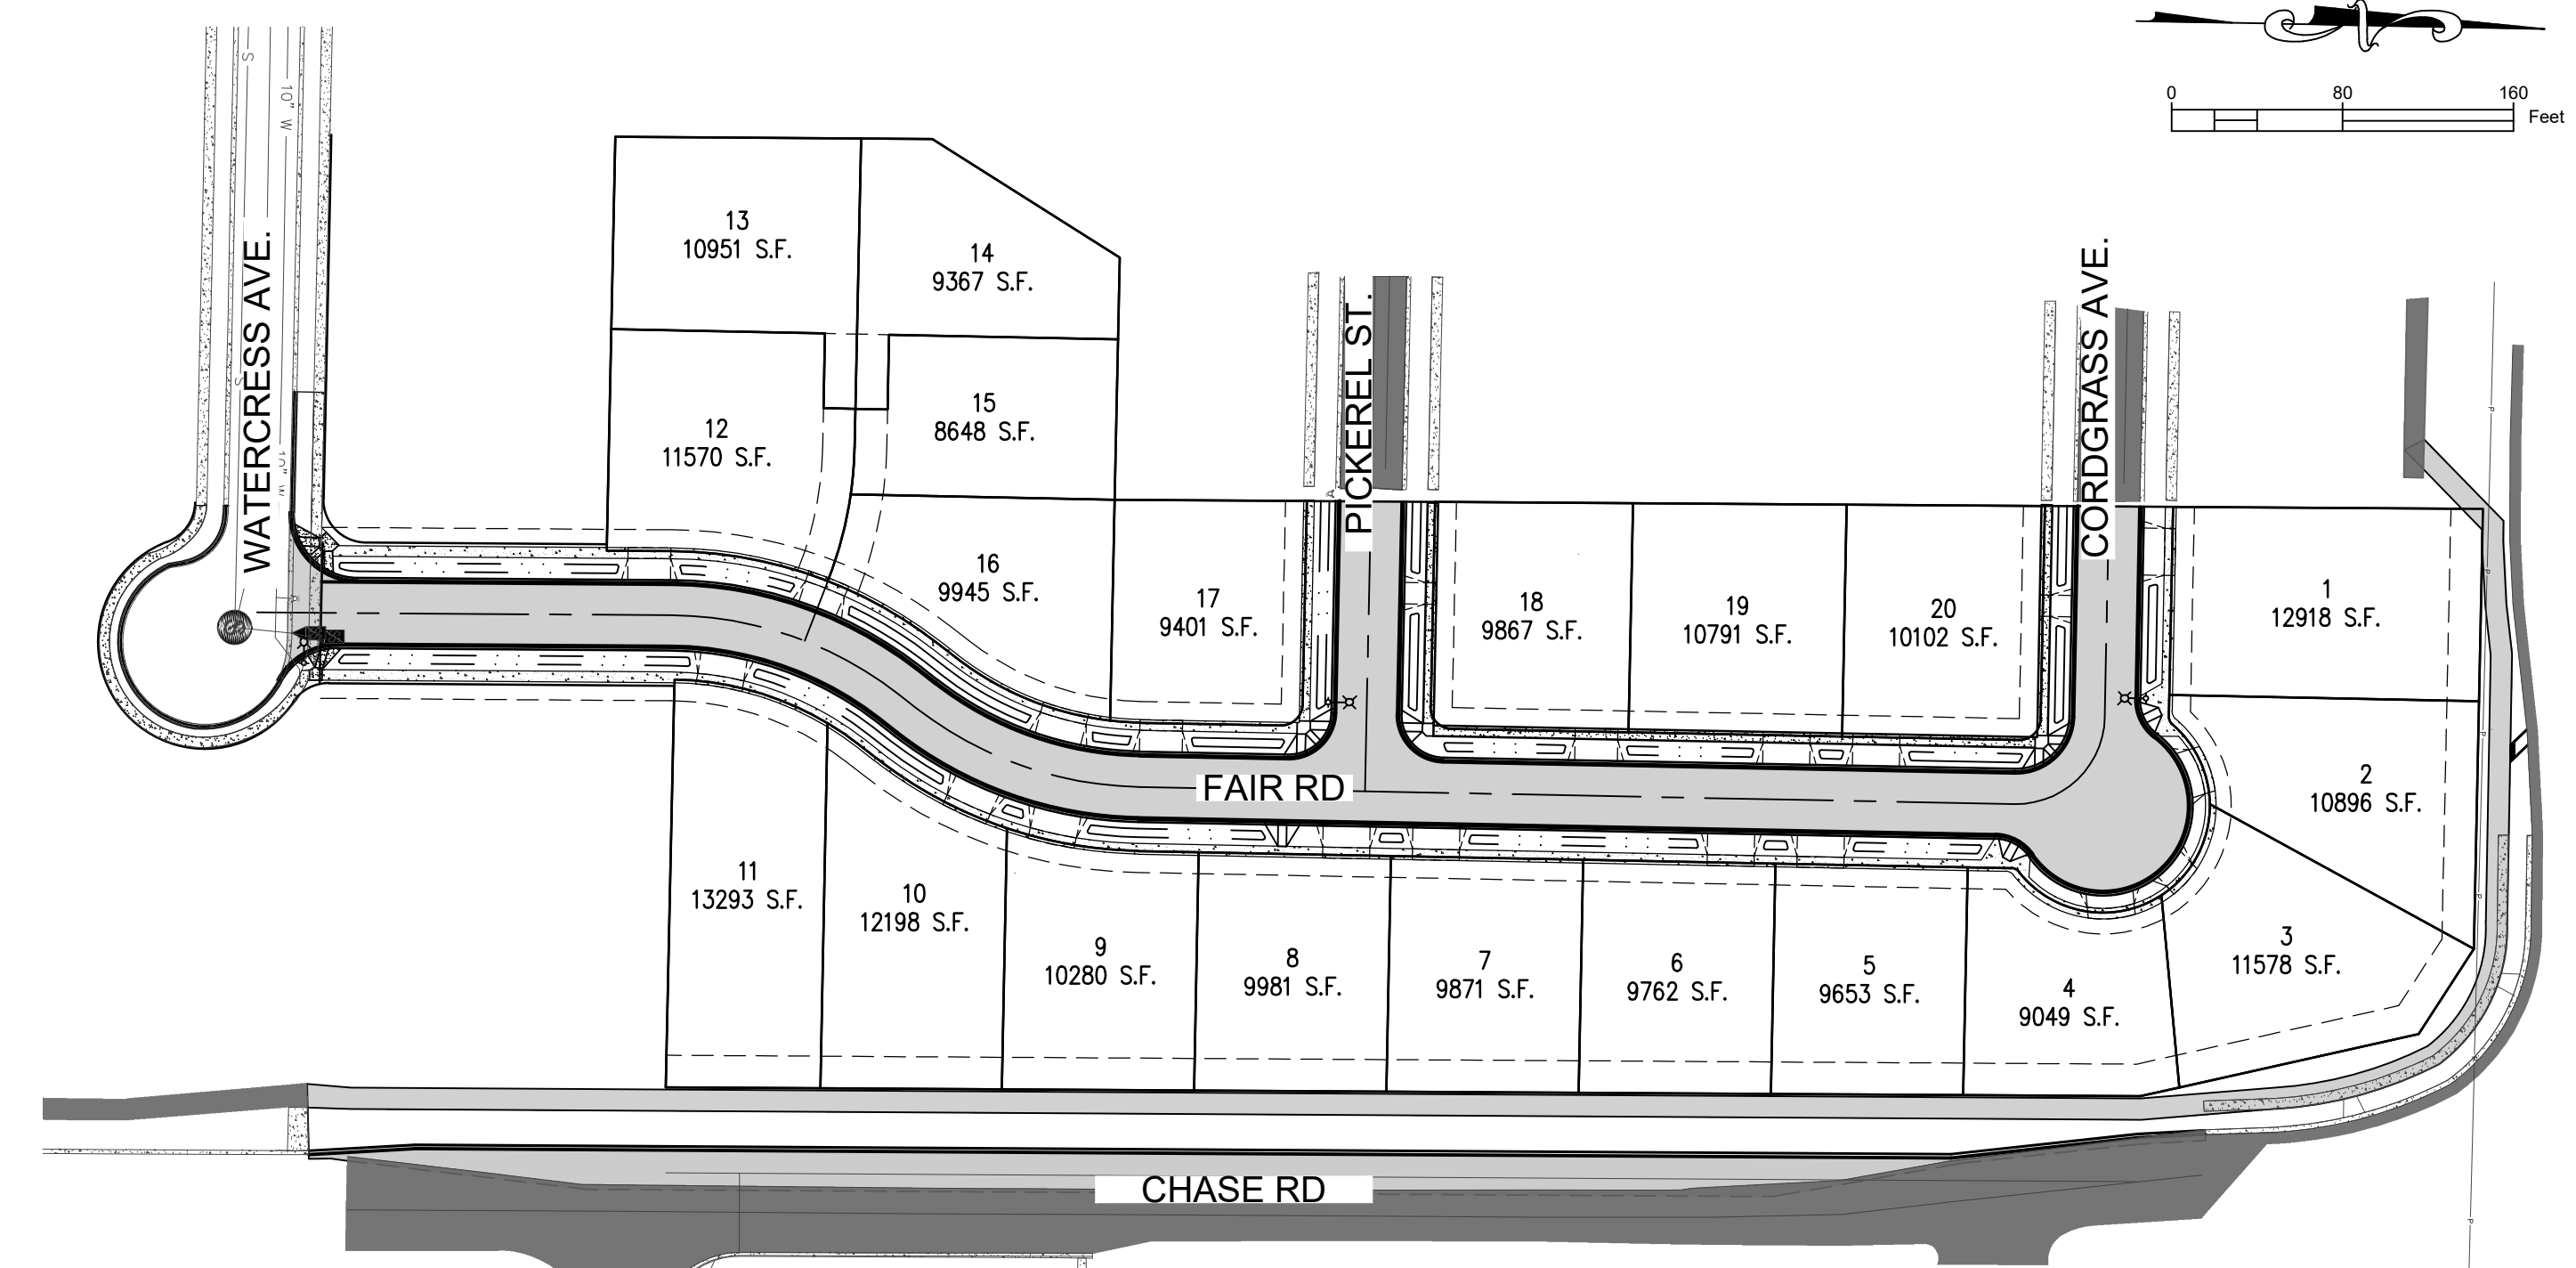 0 80 160
Feet
S
10" W
WATERCRESS AVE.
S
10" W
13
10951 S.F.
14
9367 S.F.
12
11570 S.F.
15
8648 S.F.
PICKEREL ST.
CORDGRASS AVE.
16
9945 S.F.
17
9401 S.F.
18
9867 S.F.
19
10791 S.F.
20
10102 S.F.
1
12918 S.F.
2
10896 S.F.
FAIR RD
11
13293 S.F.
10
12198 S.F.
9
10280 S.F.
8
9981 S.F.
7
9871 S.F.
6
9762 S.F.
5
9653 S.F.
4
9049 S.F.
3
11578 S.F.
P
P
P
P
P
P
CHASE RD